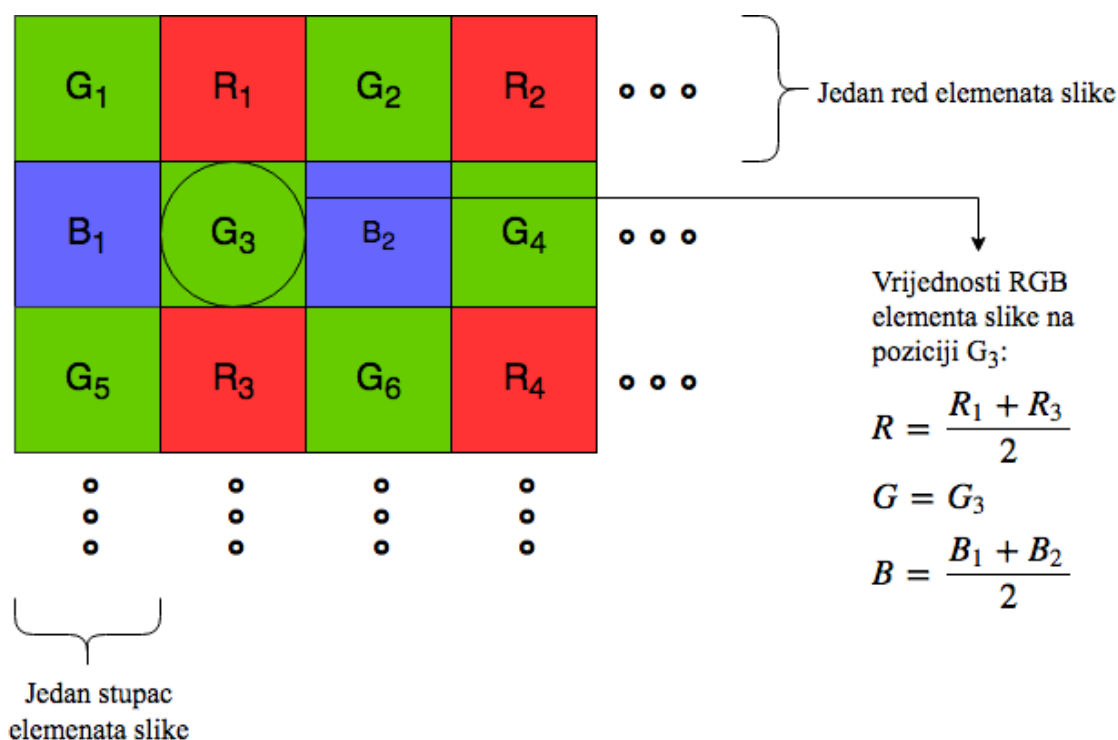 G₁ R₁ G₂ R₂
Jedan red elemenata slike
B₁ G₃ B₂ G₄
G₅ R₃ G₆ R₄
Vrijednosti RGB
elementa slike na
poziciji G₃:
R = (R₁ + R₃) / 2
G = G₃
B = (B₁ + B₂) / 2
Jedan stupac
elemenata slike